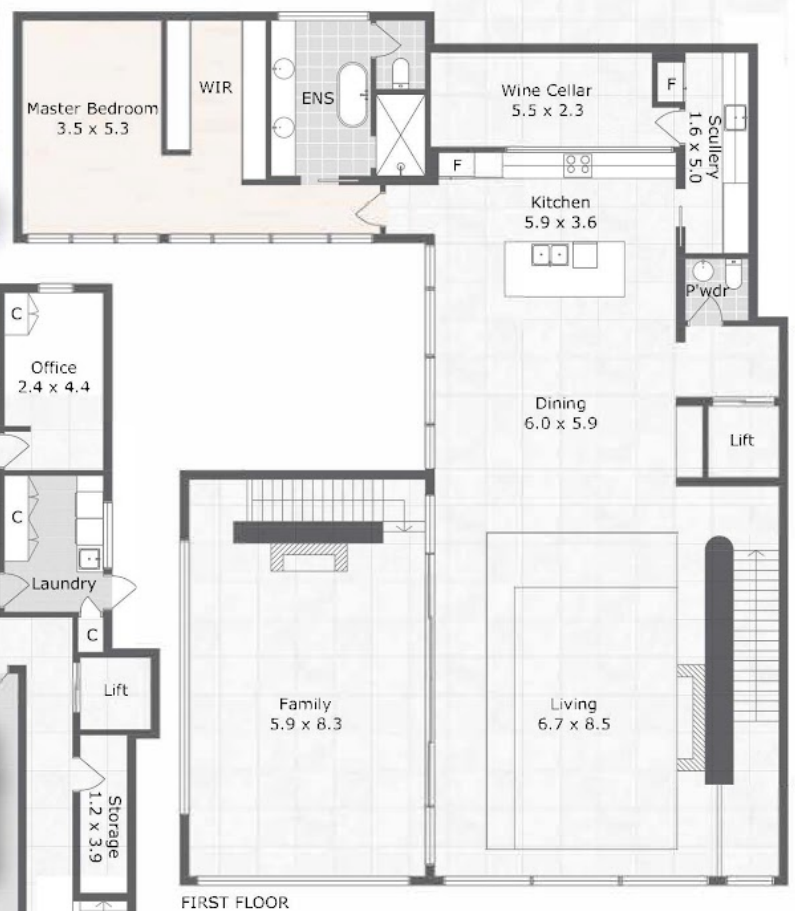 Master Bedroom
3.5 x 5.3
WIR
ENS
Wine Cellar
5.5 x 2.3
F
Scullery
1.6 x 5.0
F
Kitchen
5.9 x 3.6
P'wdr
C
Office
2.4 x 4.4
Dining
6.0 x 5.9
Lift
C
Laundry
C
Lift
Family
5.9 x 8.3
Living
6.7 x 8.5
Storage
1.2 x 3.9
FIRST FLOOR